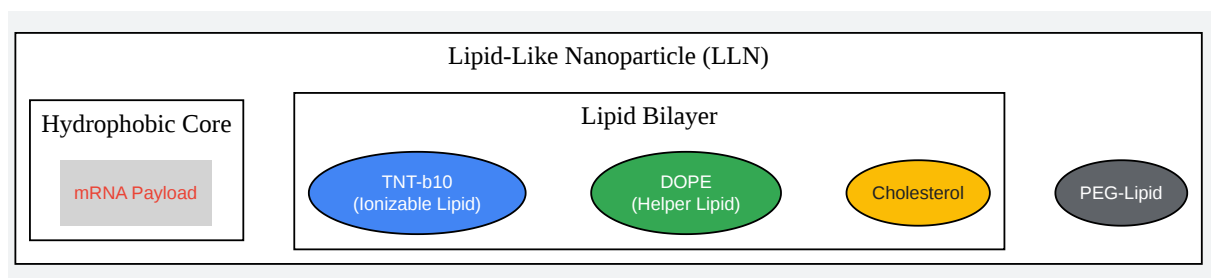 Lipid-Like Nanoparticle (LLN)
Hydrophobic Core
mRNA Payload
Lipid Bilayer
TNT-b10
(Ionizable Lipid)
DOPE
(Helper Lipid)
Cholesterol
PEG-Lipid